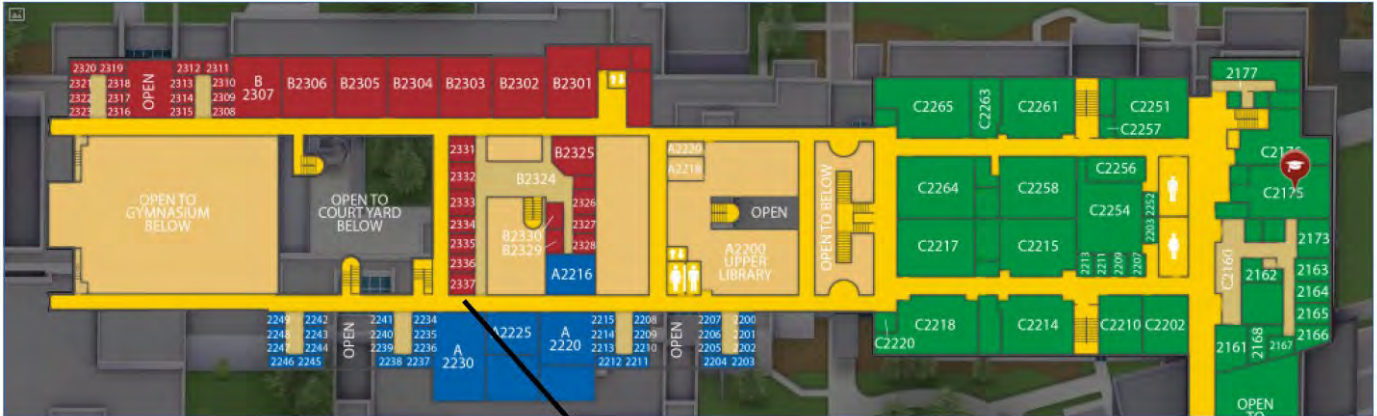 2320 2319
2321 2318
2322 2317
2323 2316
OPEN
2312 2311
2313 2310
2314 2309
2315 2308
B
2307
B2306
B2305
B2304
B2303
B2302
B2301
OPEN TO
GYMNASIUM
BELOW
OPEN TO
COURT YARD
BELOW
2331
2332
2333
2334
2335
2336
2337
B2324
B2325
2326
2327
2328
B2330
B2329
A2216
A2220
A2218
OPEN
A2200
UPPER
LIBRARY
OPEN TO BELOW
2249 2242
2248 2243
2247 2244
2246 2245
OPEN
2241 2234
2240 2235
2239 2236
2238 2237
A
2230
A2225
A
2220
2215 2208
2214 2209
2213 2210
2212 2211
OPEN
2207 2200
2206 2201
2205 2202
2204 2203
C2265
C2263
C2261
C2251
C2257
C2264
C2258
C2256
C2254
2252
2203
C2217
C2215
2213
2211
2209
2207
C2218
C2220
C2214
C2210
C2202
2177
C2176
C2175
2173
C2160
2162
2163
2164
2165
2166
2161
2168
2167
OPEN
TO